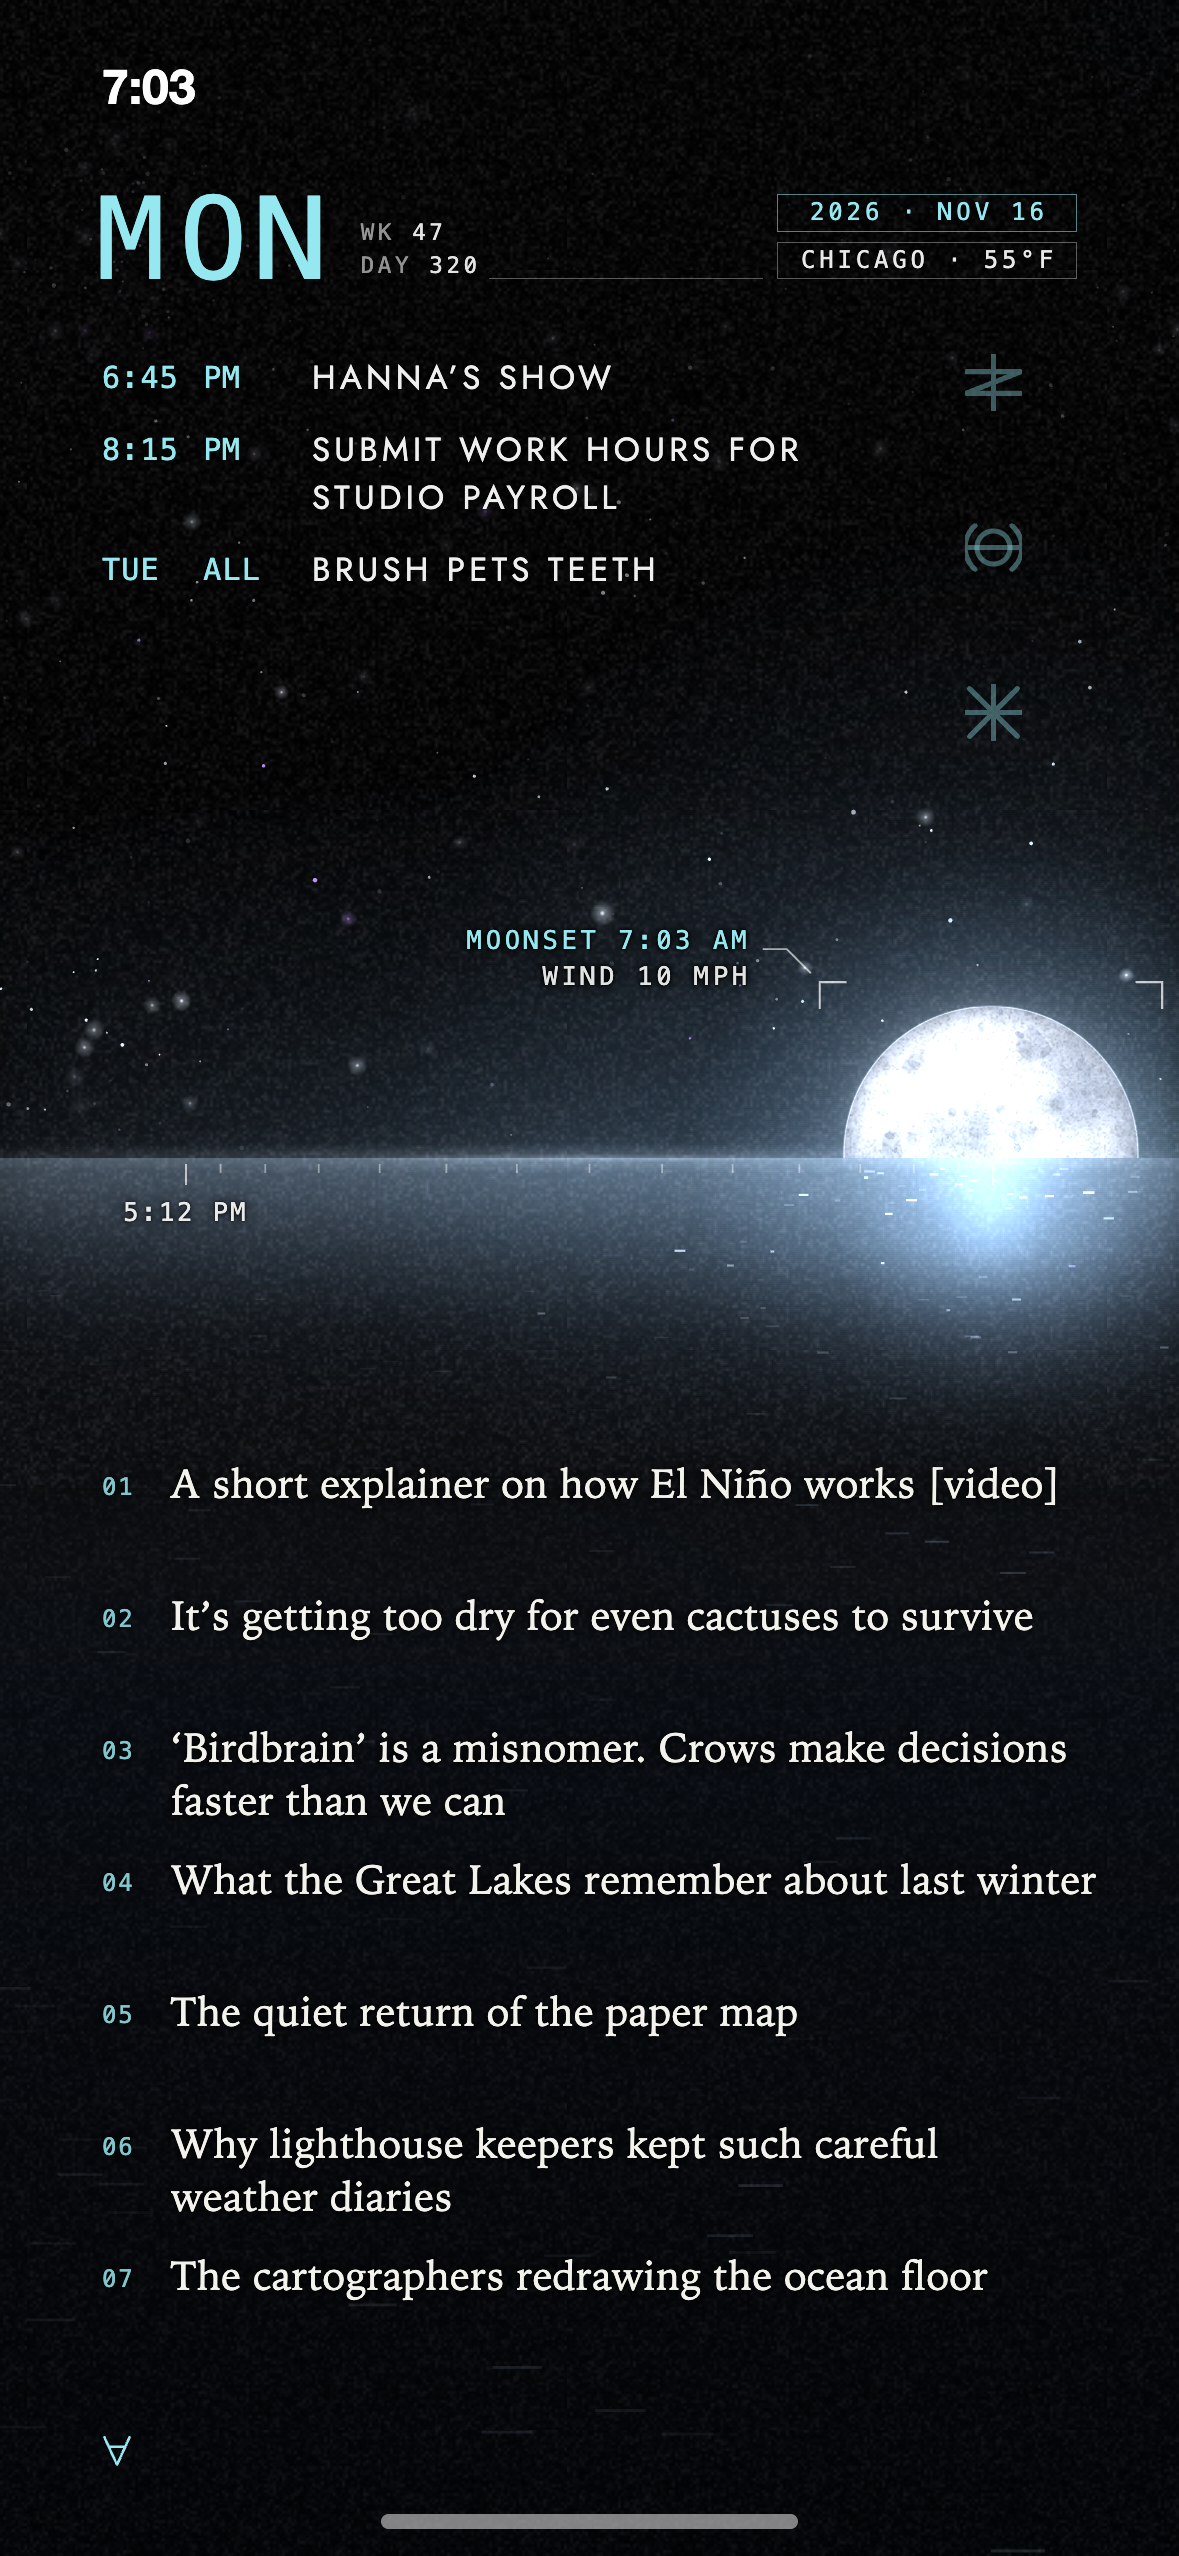 7:03
MON
WK 47
DAY 320
2026 · NOV 16
CHICAGO · 55°F
6:45 PM HANNA’S SHOW
8:15 PM SUBMIT WORK HOURS FOR
STUDIO PAYROLL
TUE ALL BRUSH PETS TEETH
MOONSET 7:03 AM
WIND 10 MPH
5:12 PM
01 A short explainer on how El Niño works [video]
02 It’s getting too dry for even cactuses to survive
03 ‘Birdbrain’ is a misnomer. Crows make decisions
faster than we can
04 What the Great Lakes remember about last winter
05 The quiet return of the paper map
06 Why lighthouse keepers kept such careful
weather diaries
07 The cartographers redrawing the ocean floor